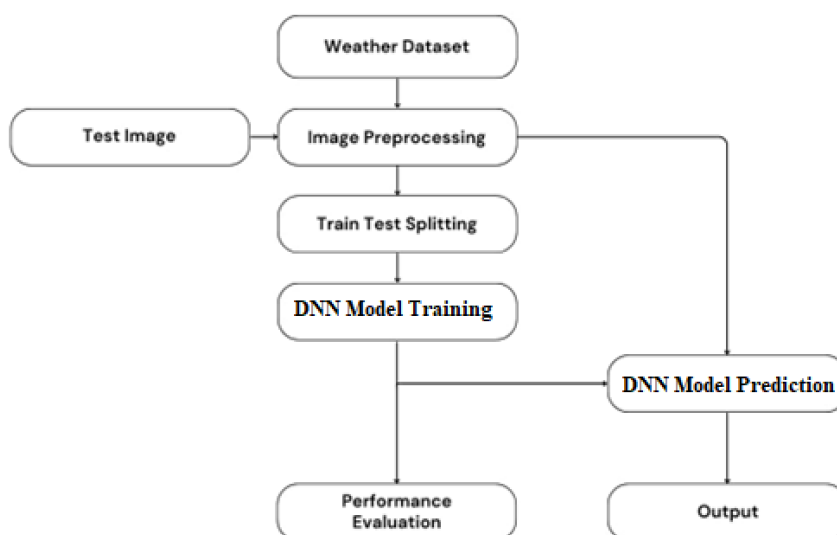 Weather Dataset
Test Image
Image Preprocessing
Train Test Splitting
DNN Model Training
DNN Model Prediction
Performance
Evaluation
Output